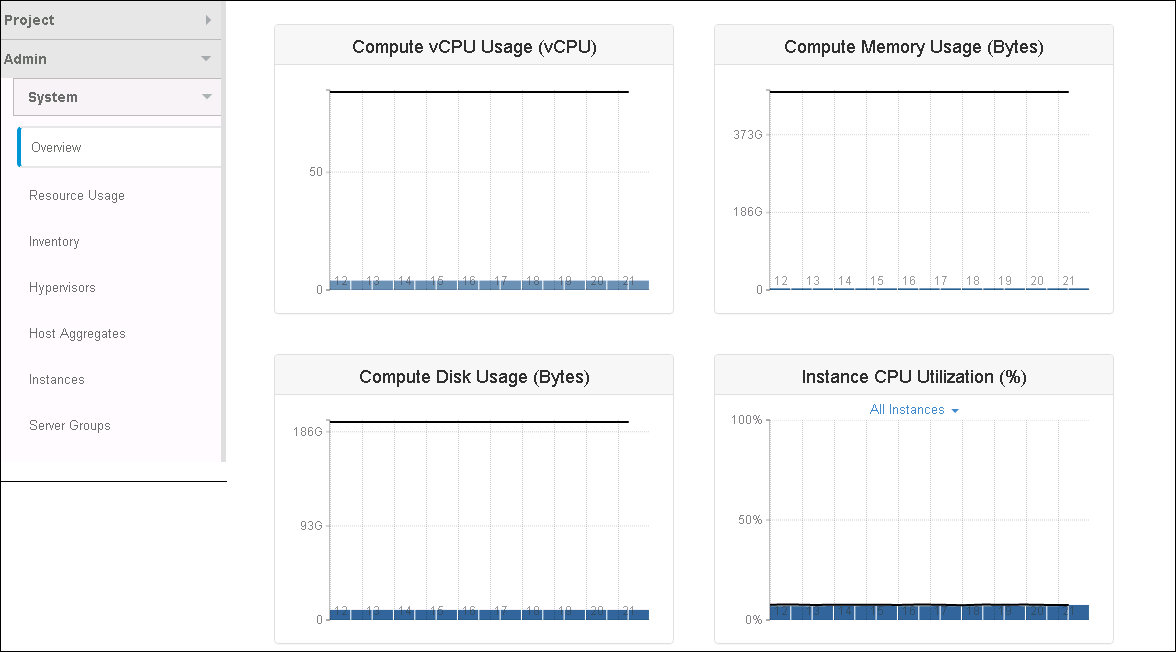 Project
Admin
System
Overview
Resource Usage
Inventory
Hypervisors
Host Aggregates
Instances
Server Groups
Compute vCPU Usage (vCPU)
50
0
12 13 14 15 16 17 18 19 20 21
Compute Memory Usage (Bytes)
373G
186G
0
12 13 14 15 16 17 18 19 20 21
Compute Disk Usage (Bytes)
186G
93G
0
12 13 14 15 16 17 18 19 20 21
Instance CPU Utilization (%)
All Instances
100%
50%
0%
12 13 14 15 16 17 18 19 20 21